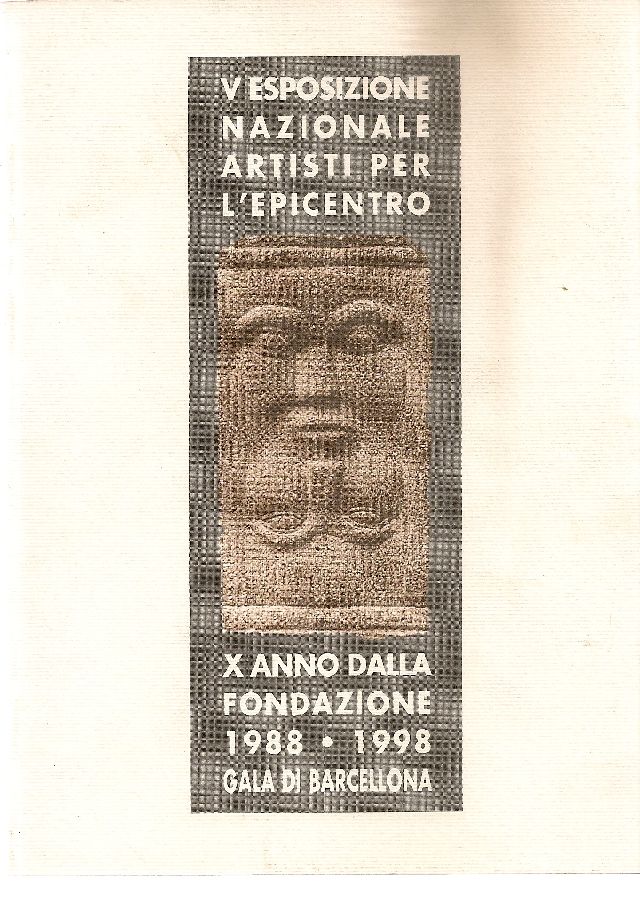 V ESPOSIZIONE
NAZIONALE
ARTISTI PER
L'EPICENTRO
X ANNO DALLA
FONDAZIONE
1988 • 1998
GALA DI BARCELLONA